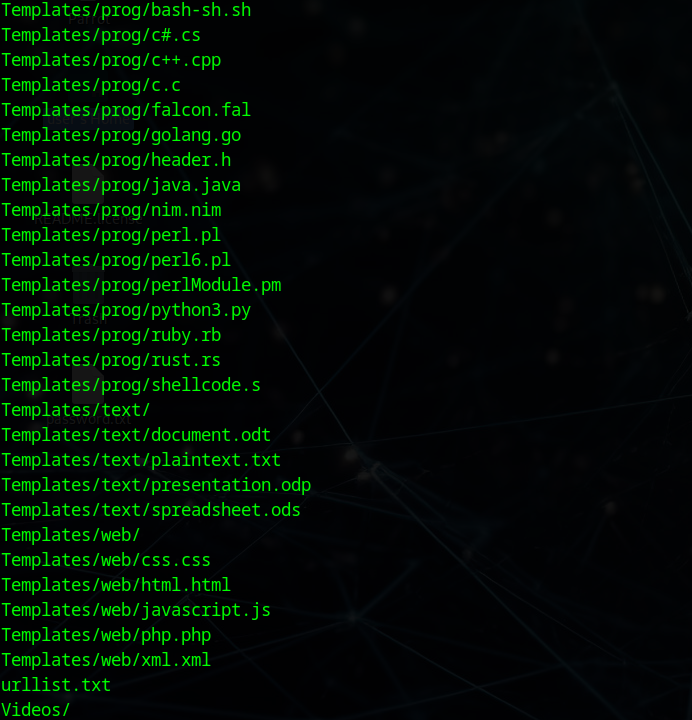 Templates/prog/bash-sh.sh
Templates/prog/c#.cs
Templates/prog/c++.cpp
Templates/prog/c.c
Templates/prog/falcon.fal
Templates/prog/golang.go
Templates/prog/header.h
Templates/prog/java.java
Templates/prog/nim.nim
Templates/prog/perl.pl
Templates/prog/perl6.pl
Templates/prog/perlModule.pm
Templates/prog/python3.py
Templates/prog/ruby.rb
Templates/prog/rust.rs
Templates/prog/shellcode.s
Templates/text/
Templates/text/document.odt
Templates/text/plaintext.txt
Templates/text/presentation.odp
Templates/text/spreadsheet.ods
Templates/web/
Templates/web/css.css
Templates/web/html.html
Templates/web/javascript.js
Templates/web/php.php
Templates/web/xml.xml
urllist.txt
Videos/